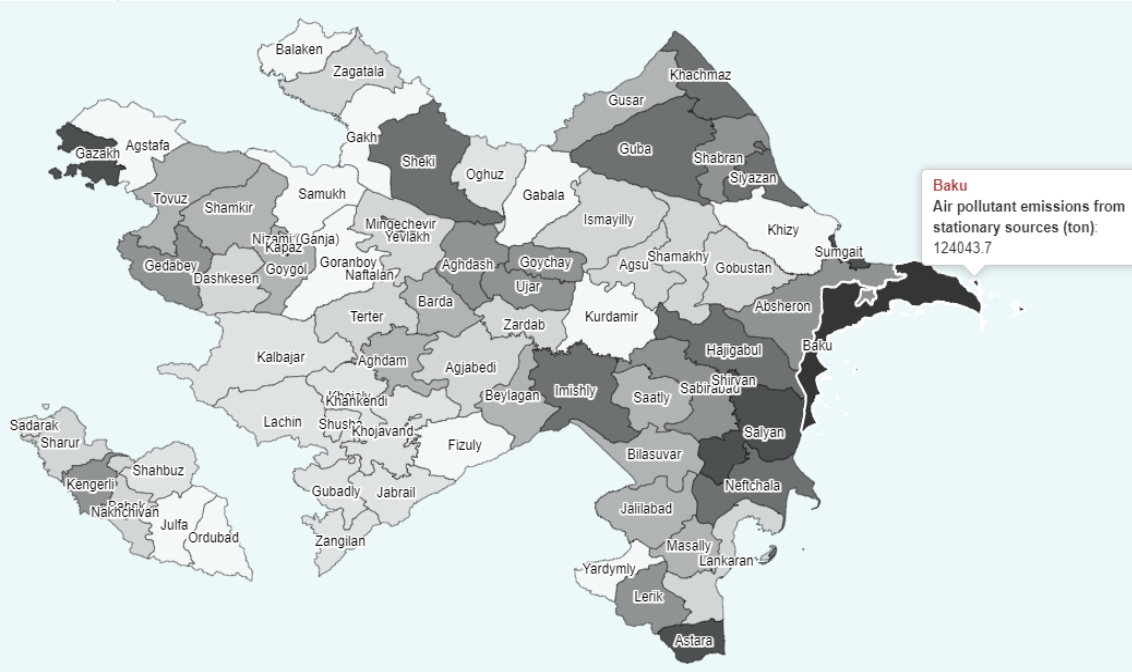 Balaken
Zagatala
Khachmaz
Gusar
Gakh
Agstafa
Gazakh
Guba
Sheki
Shabran
Oghuz
Siyazan
Baku
Air pollutant emissions from
stationary sources (ton):
124043.7
Tovuz
Samukh
Gabala
Shamkir
Ismayilly
Mingechevir
Khizy
Yevlakh
Nizami (Ganja)
Kapaz
Sumgait
Shamakhy
Gedabey
Goygol
Goranboy
Aghdash
Goychay
Agsu
Gobustan
Dashkesen
Naftalan
Ujar
Barda
Absheron
Terter
Zardab
Kurdamir
Baku
Hajigabul
Kalbajar
Aghdam
Agjabedi
Shirvan
Imishly
Sabirabad
Beylagan
Saatly
Khojaly
Khankendi
Lachin
Shusha
Khojavand
Salyan
Sadarak
Sharur
Fizuly
Bilasuvar
Shahbuz
Kengerli
Neftchala
Gubadly
Jabrail
Babek
Nakhchivan
Jalilabad
Julfa
Ordubad
Zangilan
Masally
Lankaran
Yardymly
Lerik
Astara